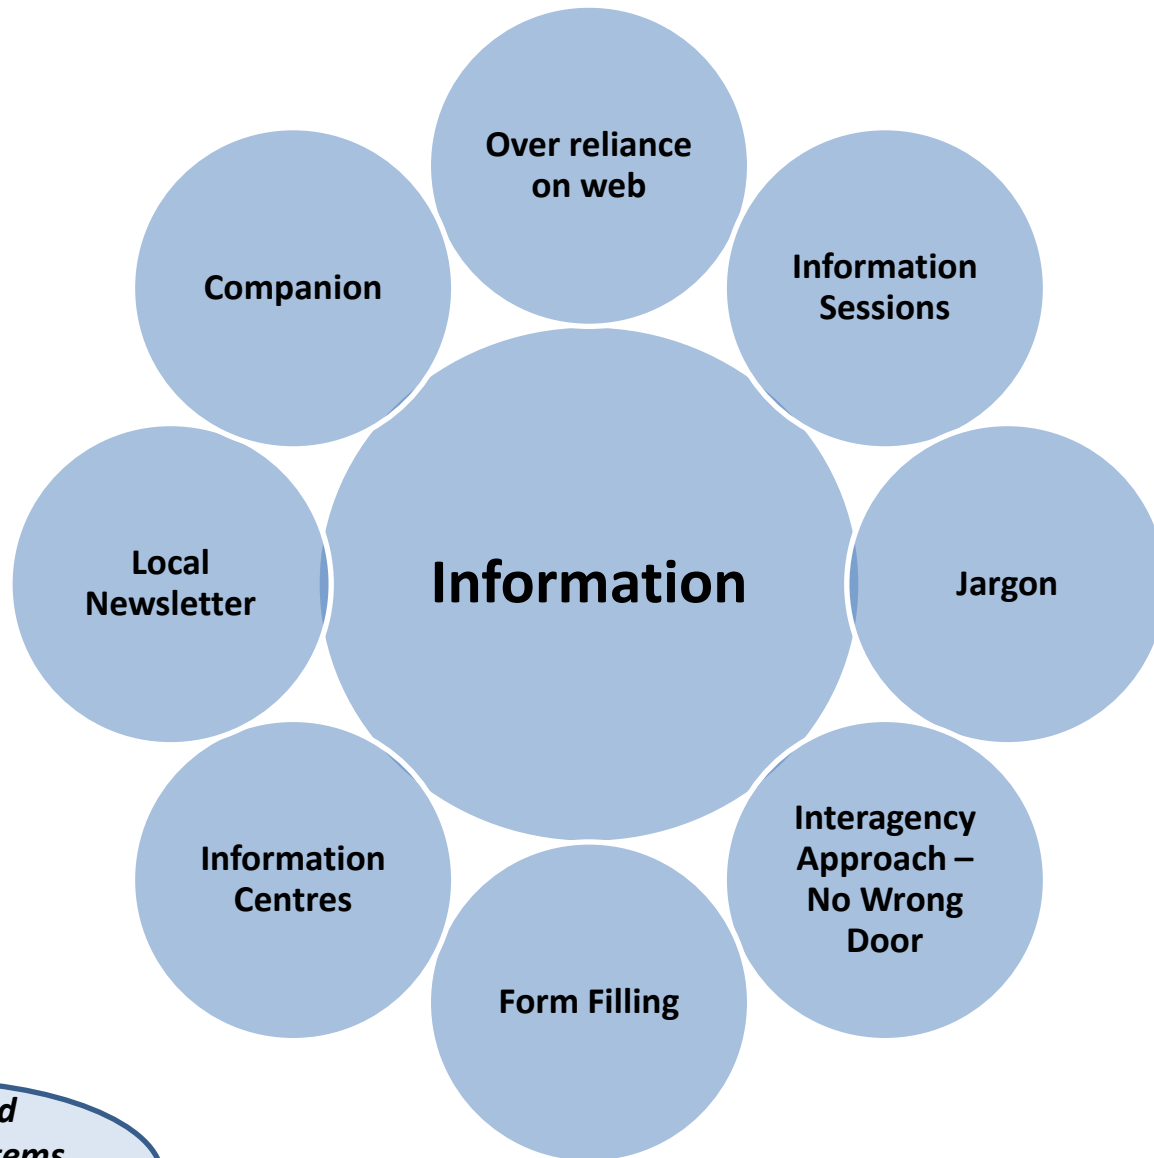 Over reliance
on web
Information
Sessions
Companion
Jargon
Local
Newsletter
Information
Interagency
Approach –
No Wrong
Door
Information
Centres
Form Filling